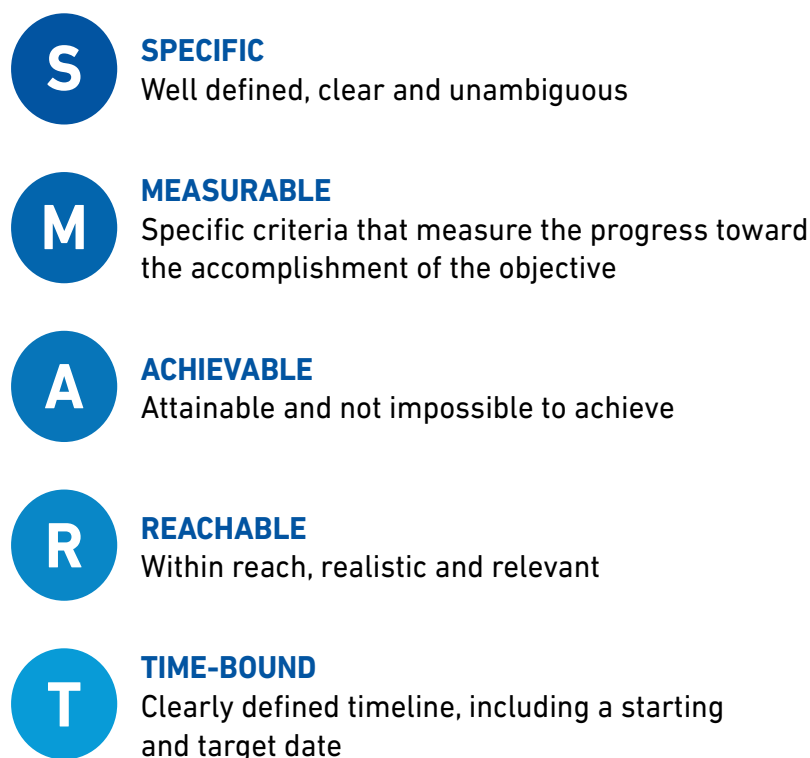 S
SPECIFIC
Well defined, clear and unambiguous
M
MEASURABLE
Specific criteria that measure the progress toward
the accomplishment of the objective
A
ACHIEVABLE
Attainable and not impossible to achieve
R
REACHABLE
Within reach, realistic and relevant
T
TIME-BOUND
Clearly defined timeline, including a starting
and target date